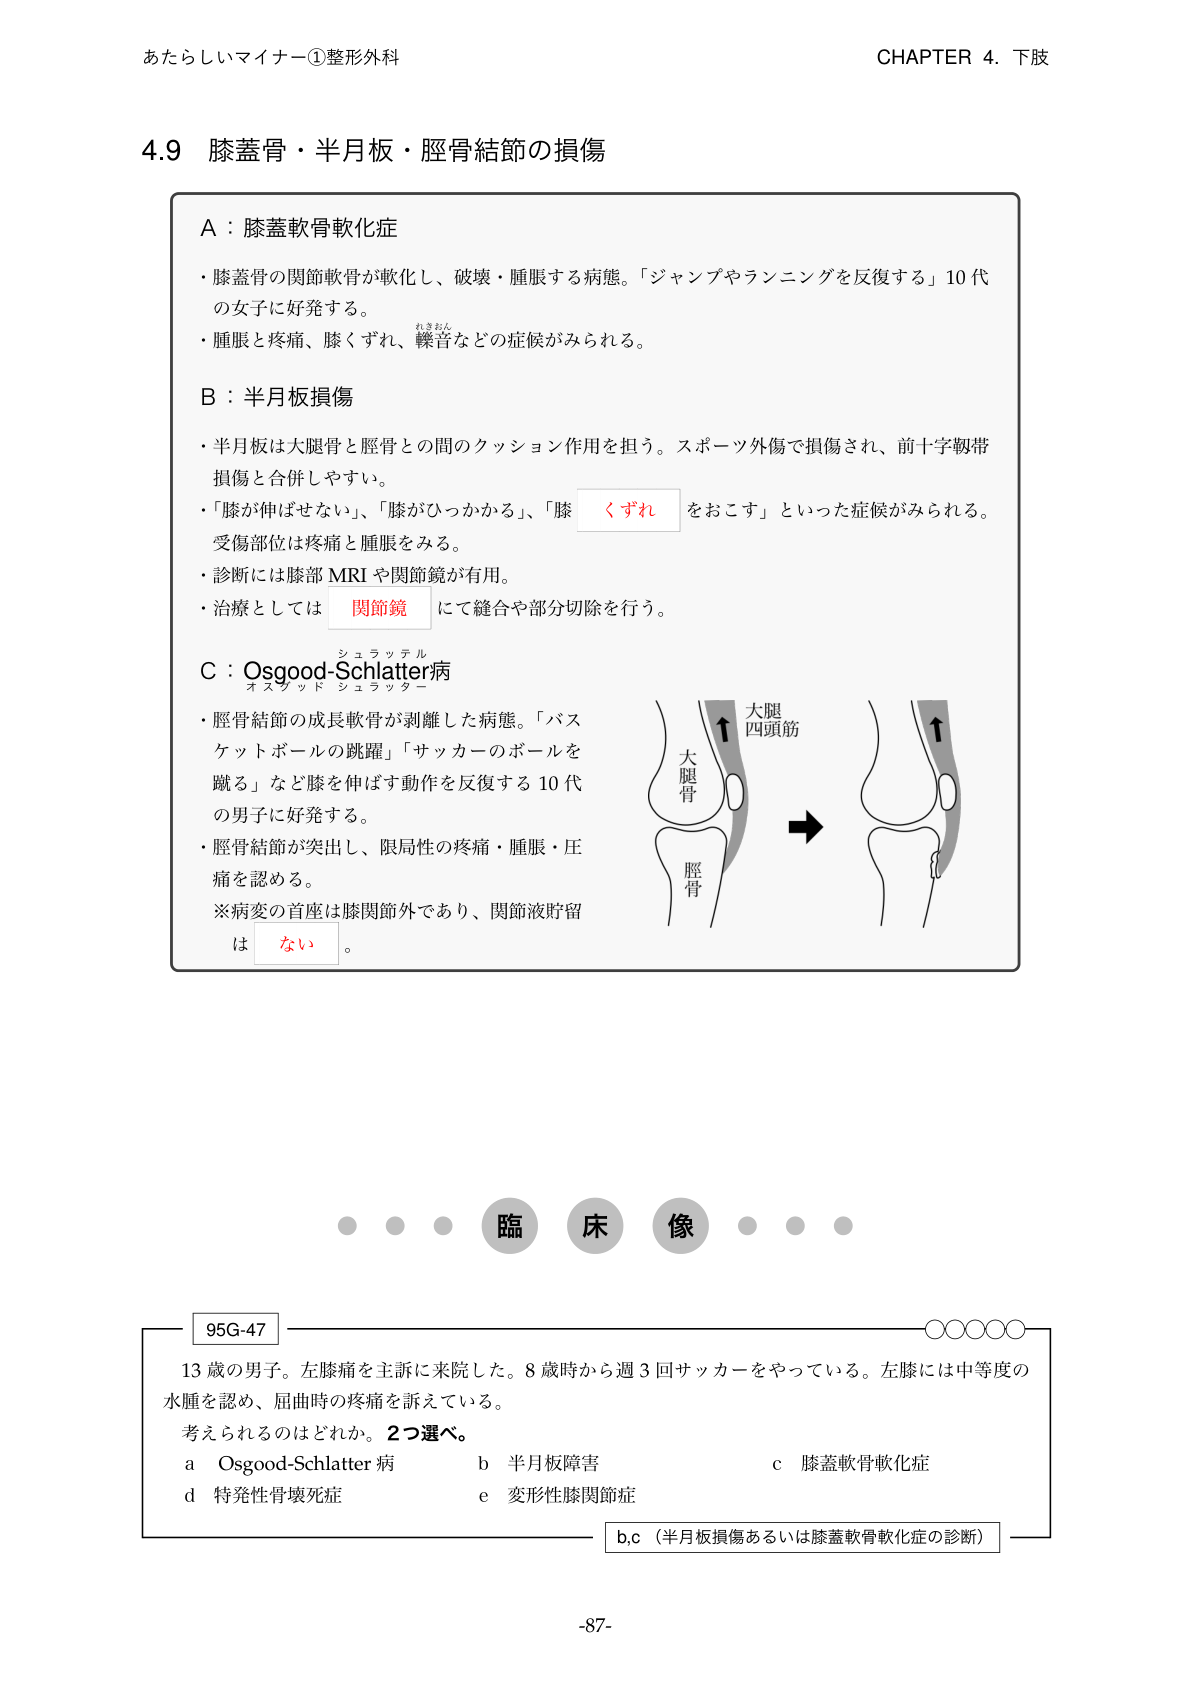 あたらしいマイナー①整形外科
CHAPTER 4. 下肢
4.9 膝蓋骨・半月板・脛骨結節の損傷
A:膝蓋軟骨軟化症
・膝蓋骨の関節軟骨が軟化し、破壊・腫脹する病態。「ジャンプやランニングを反復する」10 代
の女子に好発する。
れきおん
・腫脹と疼痛、膝くずれ、轢音などの症候がみられる。
B:半月板損傷
・半月板は大腿骨と脛骨との間のクッション作用を担う。スポーツ外傷で損傷され、前十字靱帯
損傷と合併しやすい。
・「膝が伸ばせない」、「膝がひっかかる」、「膝 くずれ をおこす」といった症候がみられる。
受傷部位は疼痛と腫脹をみる。
・診断には膝部 MRI や関節鏡が有用。
・治療としては 関節鏡 にて縫合や部分切除を行う。
シュラッテル
C:Osgood-Schlatter病
オスグッド シュラッター
・脛骨結節の成長軟骨が剥離した病態。「バス
ケットボールの跳躍」「サッカーのボールを
蹴る」など膝を伸ばす動作を反復する 10 代
の男子に好発する。
・脛骨結節が突出し、限局性の疼痛・腫脹・圧
痛を認める。
※病変の首座は膝関節外であり、関節液貯留
は ない 。
大腿
四頭筋
大腿骨
脛骨
臨床像
95G-47
13 歳の男子。左膝痛を主訴に来院した。8 歳時から週 3 回サッカーをやっている。左膝には中等度の
水腫を認め、屈曲時の疼痛を訴えている。
考えられるのはどれか。2つ選べ。
a Osgood-Schlatter 病 b 半月板障害 c 膝蓋軟骨軟化症
d 特発性骨壊死症 e 変形性膝関節症
b,c (半月板損傷あるいは膝蓋軟骨軟化症の診断)
-87-